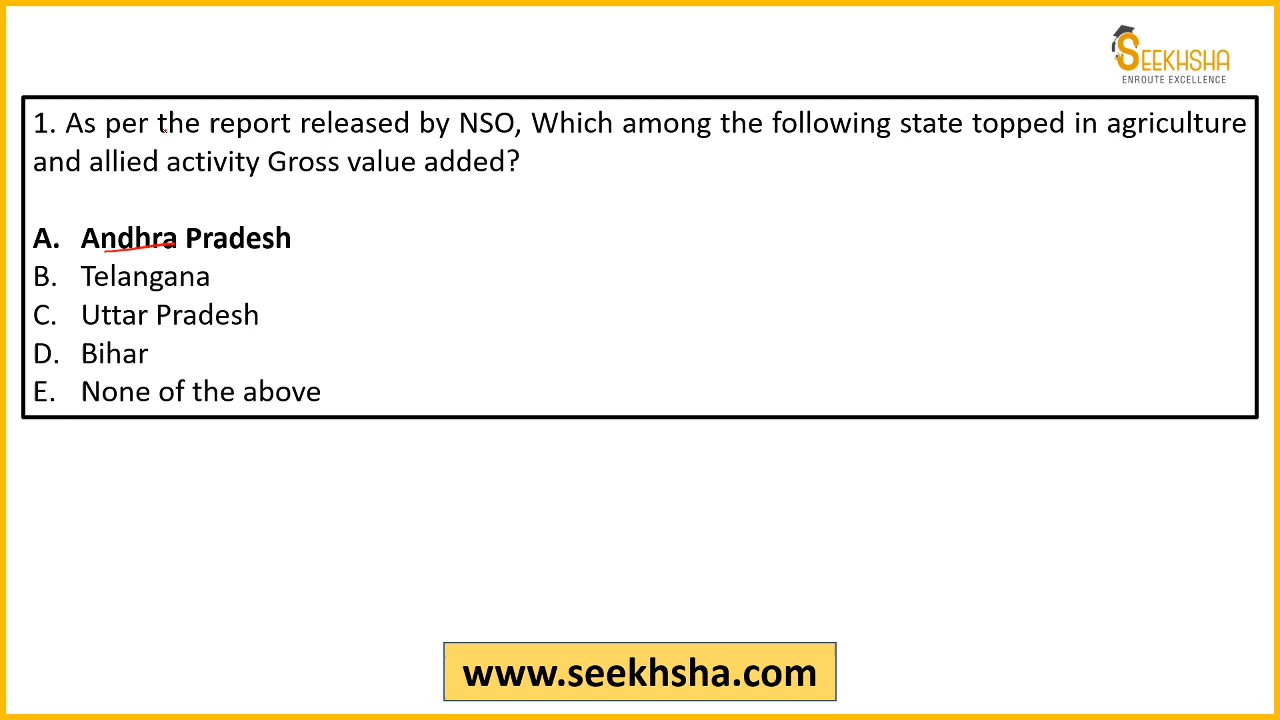 SEEKHSHA
ENROUTE EXCELLENCE
1. As per the report released by NSO, Which among the following state topped in agriculture
and allied activity Gross value added?
A. Andhra Pradesh
B. Telangana
C. Uttar Pradesh
D. Bihar
E. None of the above
www.seekhsha.com